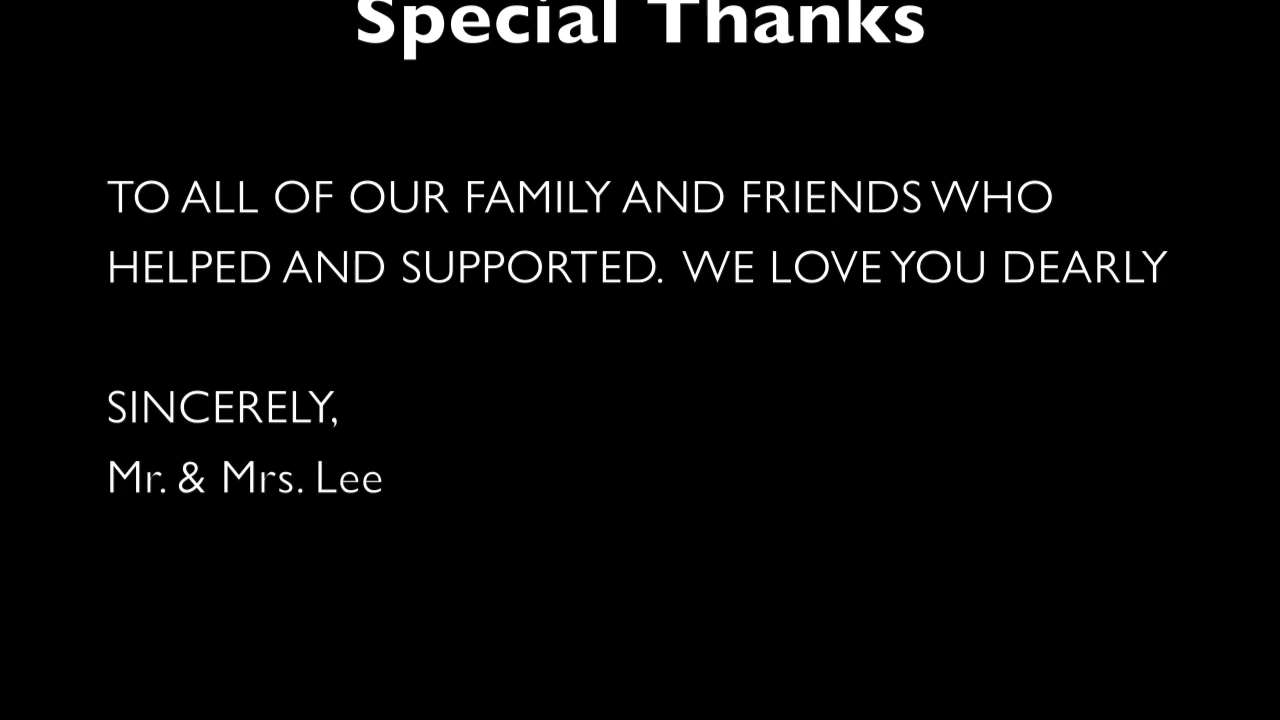 Special Thanks
TO ALL OF OUR FAMILY AND FRIENDS WHO
HELPED AND SUPPORTED. WE LOVE YOU DEARLY
SINCERELY,
Mr. & Mrs. Lee